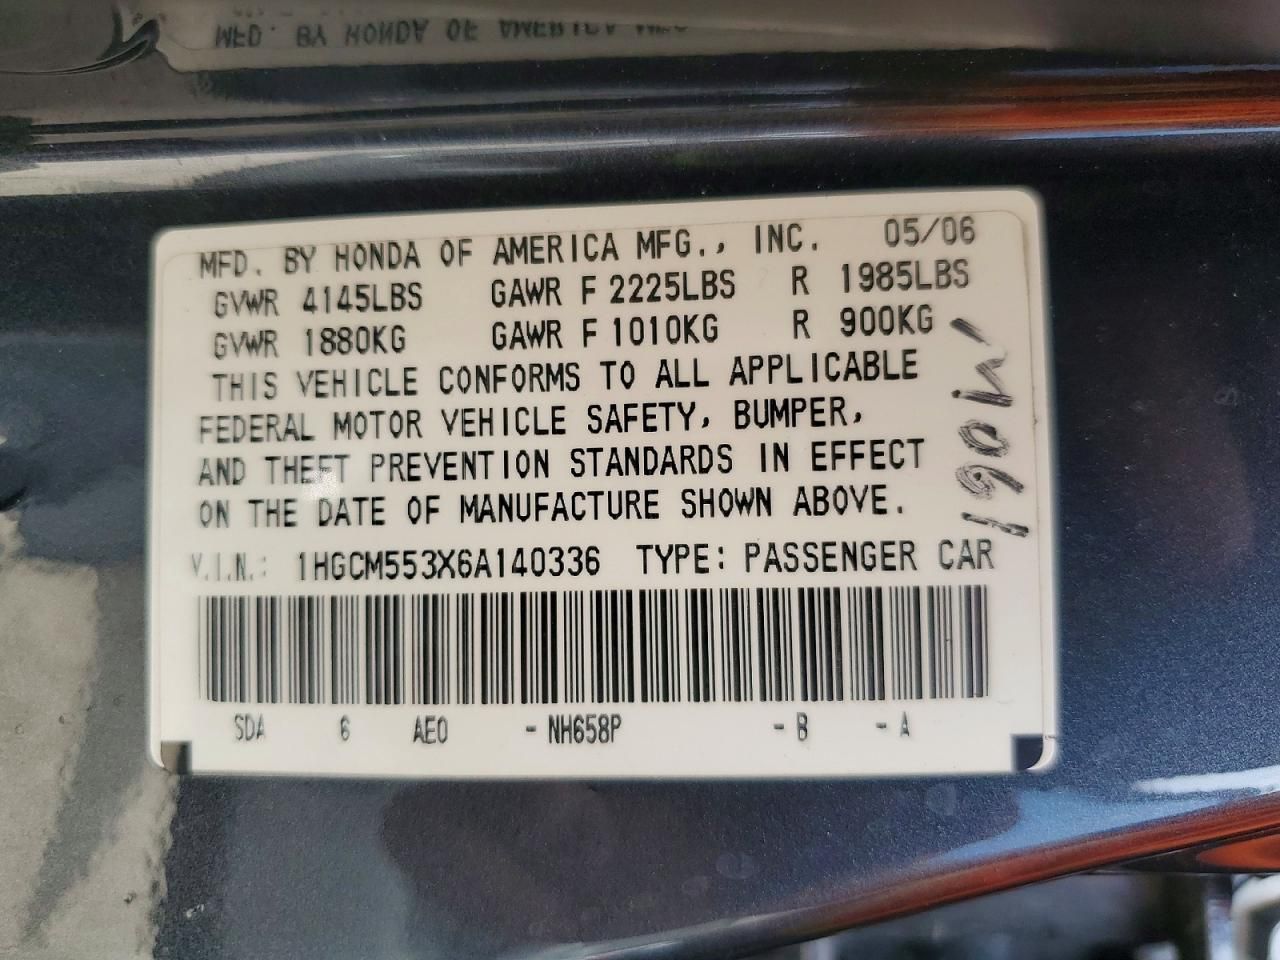 MFD. BY HONDA OF AMERICA MFG., INC. 05/06
GVWR 4145LBS GAWR F 2225LBS R 1985LBS
GVWR 1880KG GAWR F 1010KG R 900KG
THIS VEHICLE CONFORMS TO ALL APPLICABLE
FEDERAL MOTOR VEHICLE SAFETY, BUMPER,
AND THEFT PREVENTION STANDARDS IN EFFECT
ON THE DATE OF MANUFACTURE SHOWN ABOVE.
V.I.N.: 1HGCM553X6A140336 TYPE: PASSENGER CAR
SDA 6 AEO - NH658P - B - A